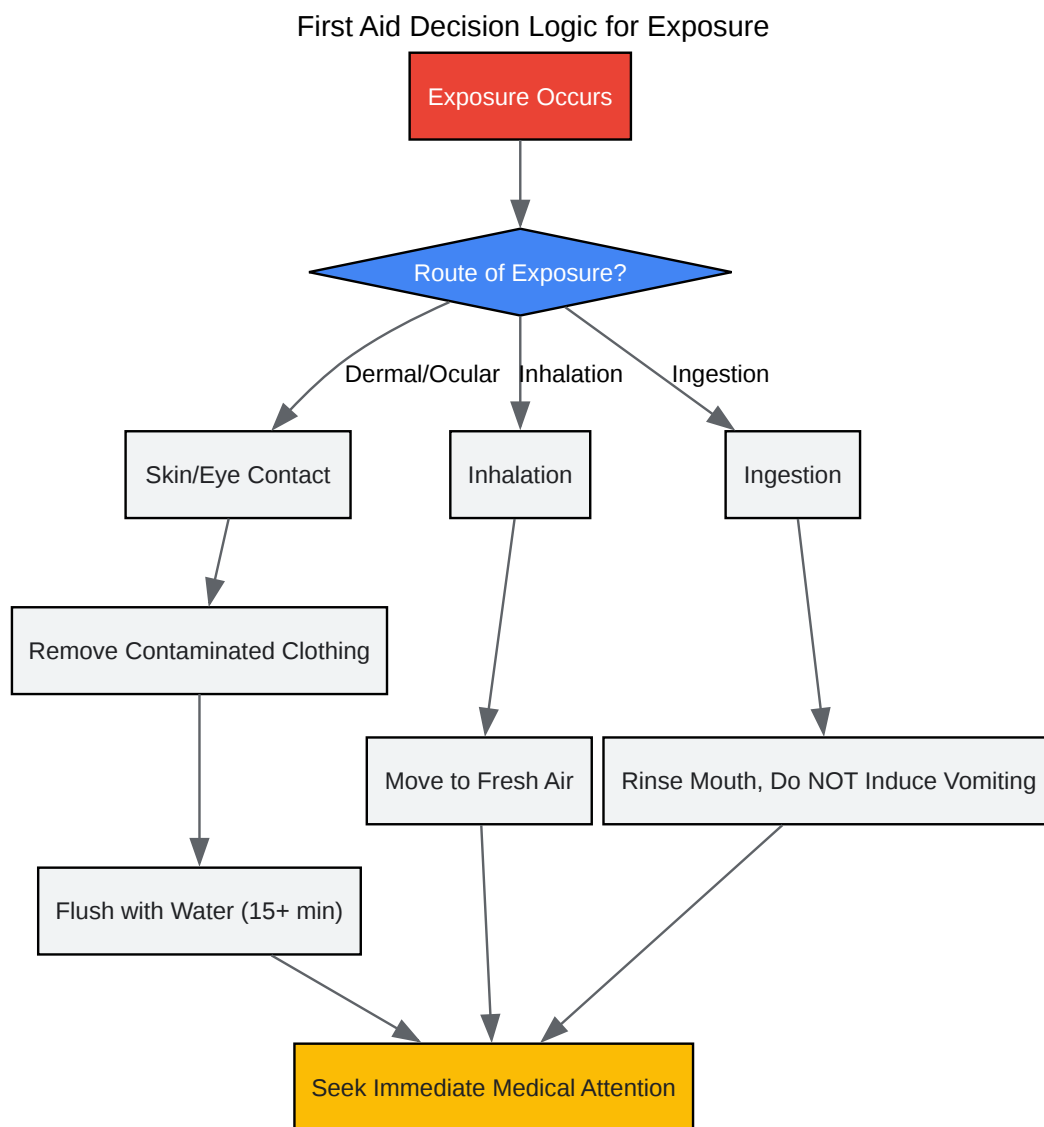 First Aid Decision Logic for Exposure
Exposure Occurs
Route of Exposure?
Dermal/Ocular
Inhalation
Ingestion
Skin/Eye Contact
Inhalation
Ingestion
Remove Contaminated Clothing
Move to Fresh Air
Rinse Mouth, Do NOT Induce Vomiting
Flush with Water (15+ min)
Seek Immediate Medical Attention